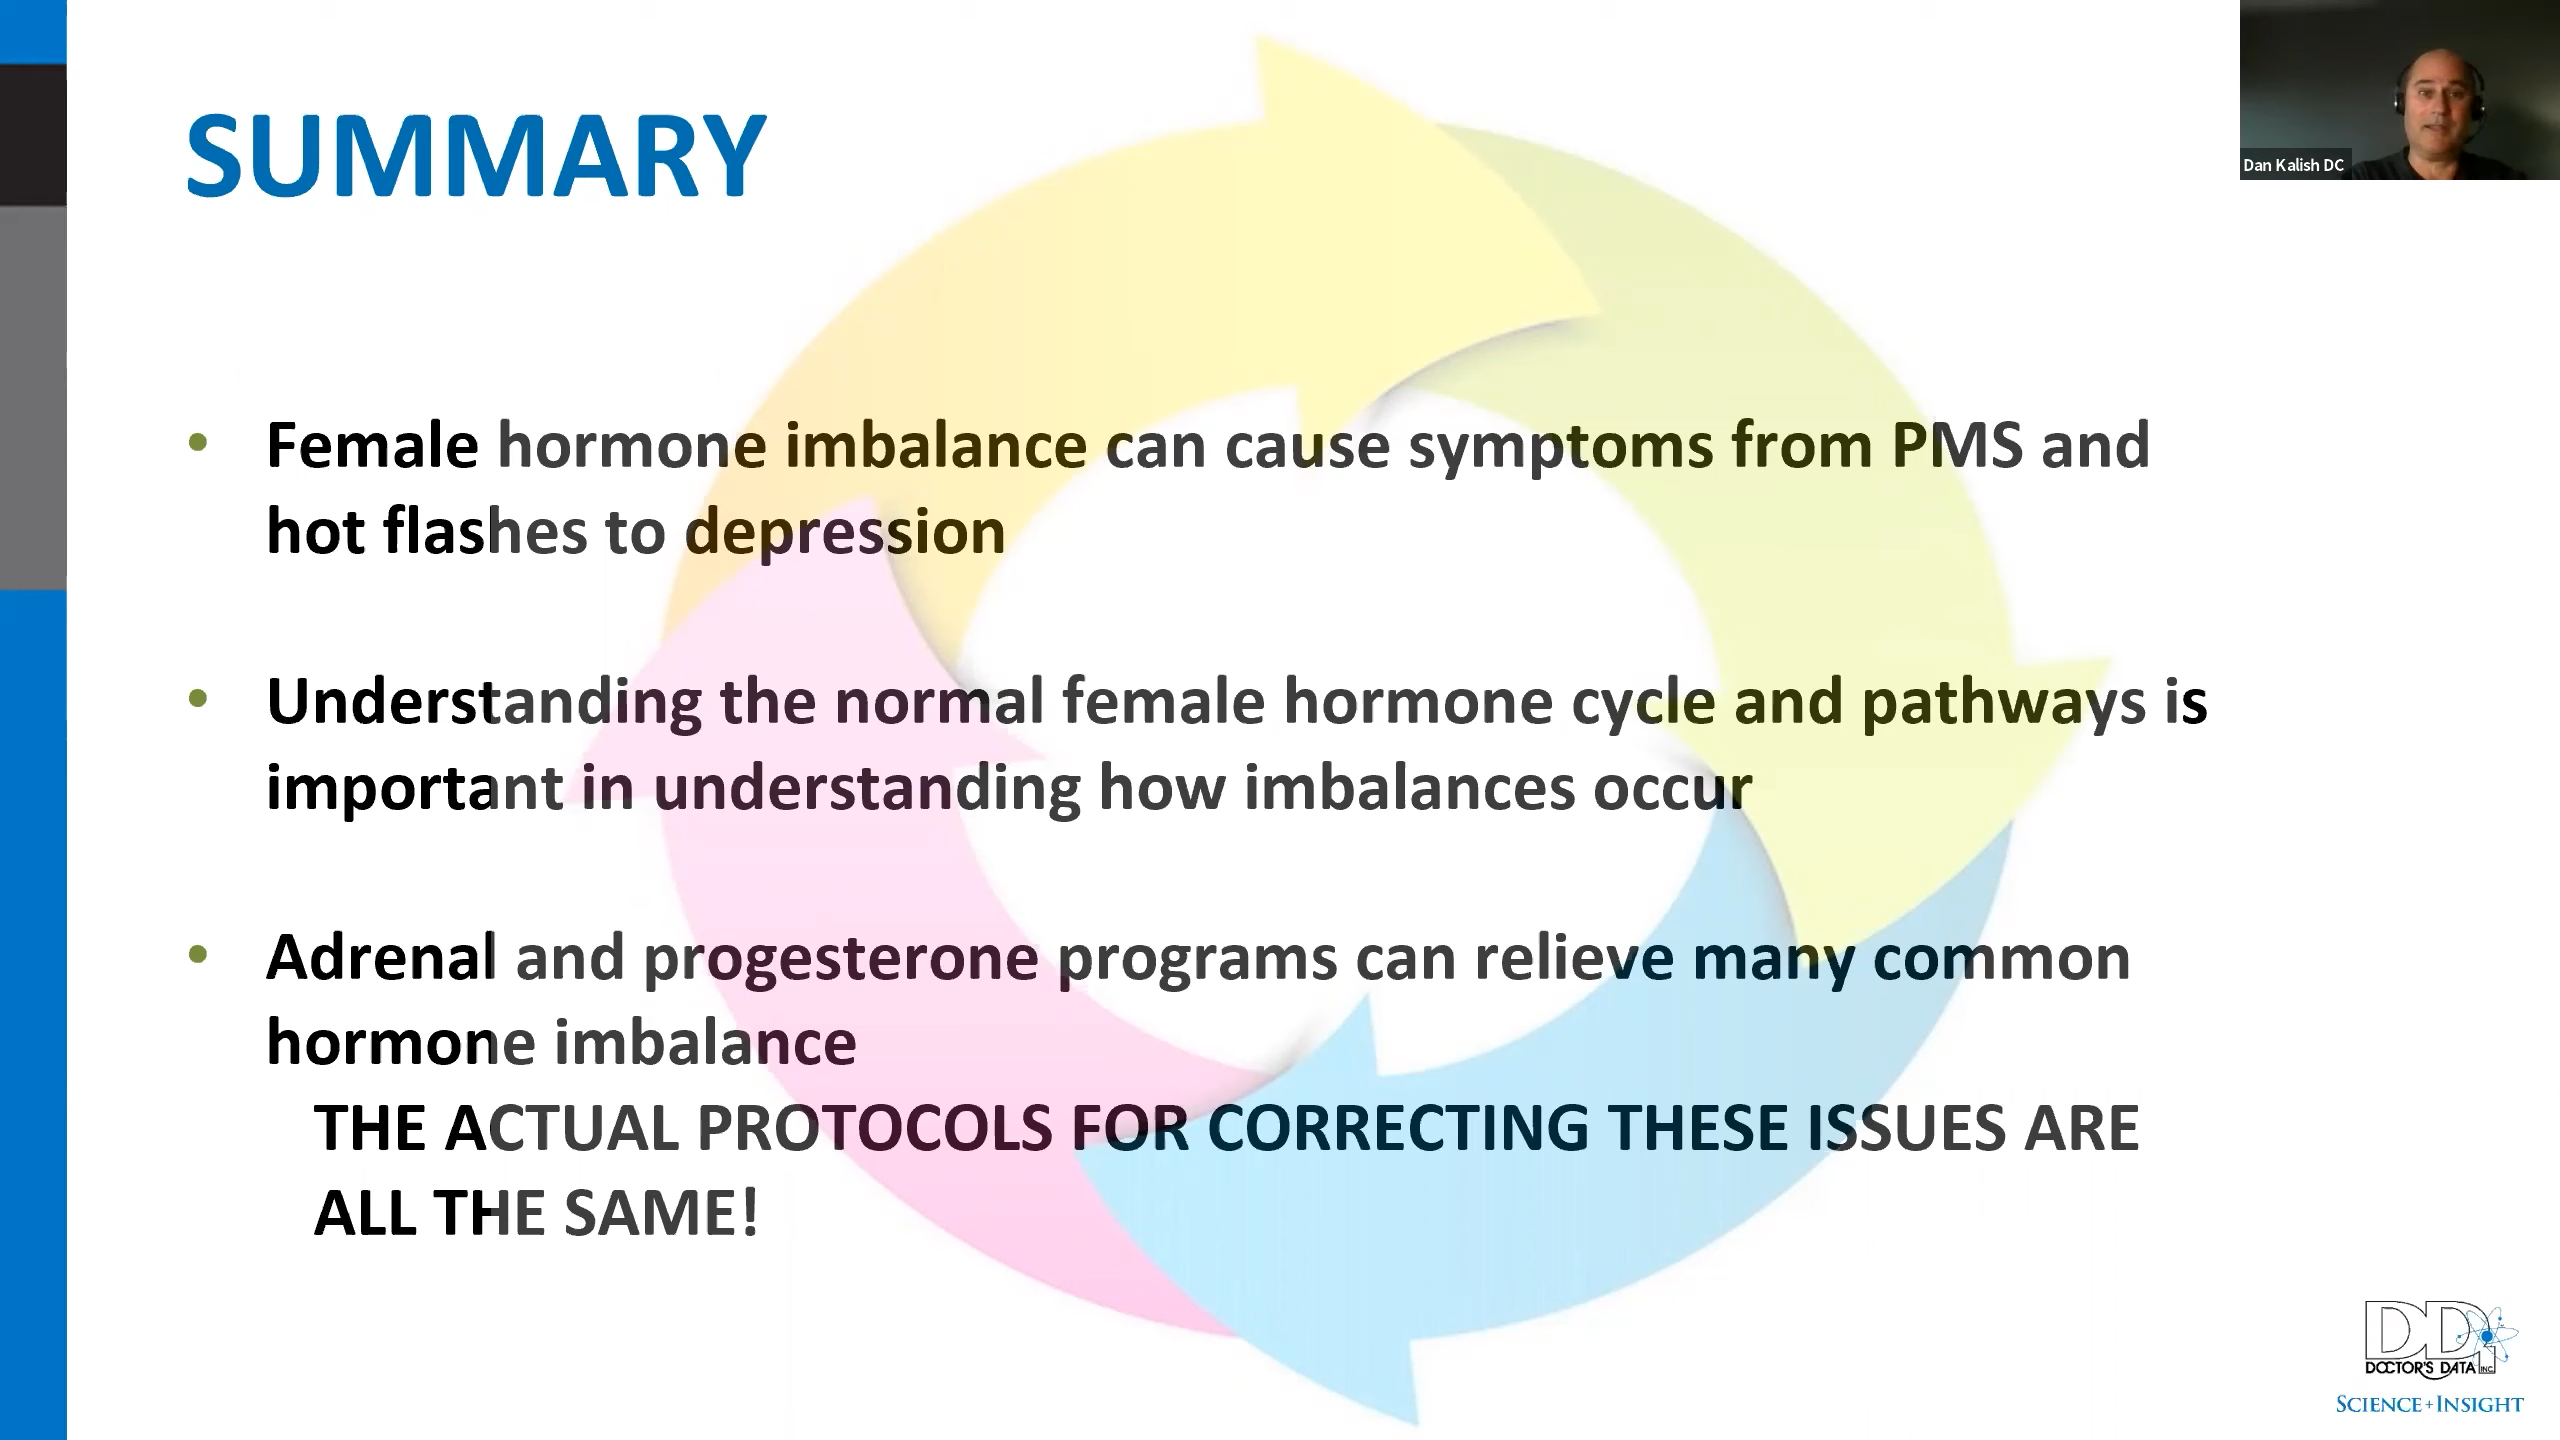 Dan Kalish DC
SUMMARY
• Female hormone imbalance can cause symptoms from PMS and
hot flashes to depression
• Understanding the normal female hormone cycle and pathways is
important in understanding how imbalances occur
• Adrenal and progesterone programs can relieve many common
hormone imbalance
THE ACTUAL PROTOCOLS FOR CORRECTING THESE ISSUES ARE
ALL THE SAME!
DDI
DOCTOR'S DATA INC.
SCIENCE + INSIGHT